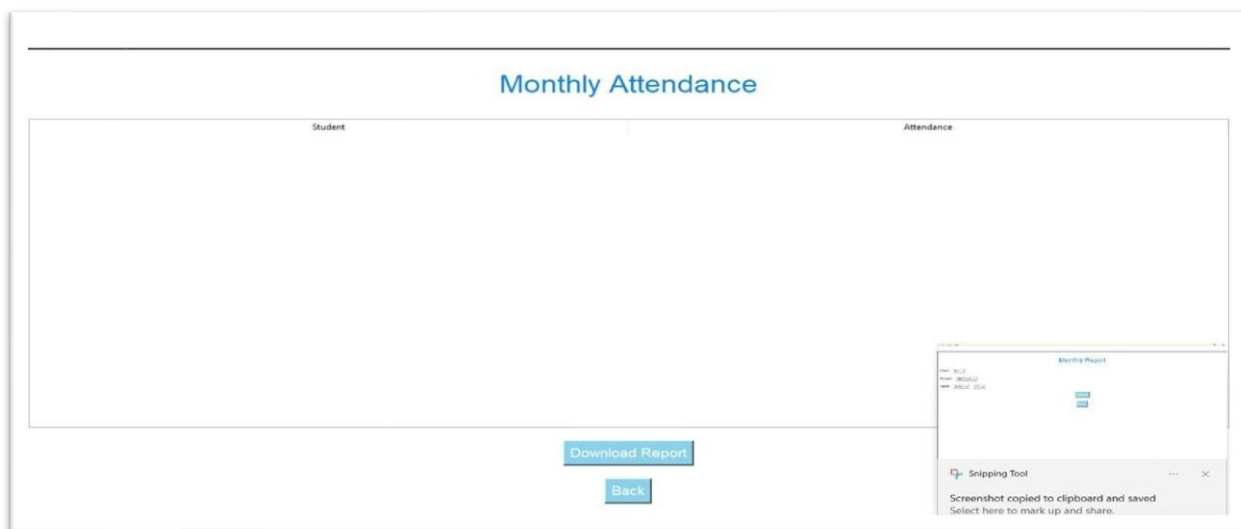 Monthly Attendance
Student Attendance
Download Report
Back
Monthly Report
Snipping Tool
Screenshot copied to clipboard and saved
Select here to mark up and share.